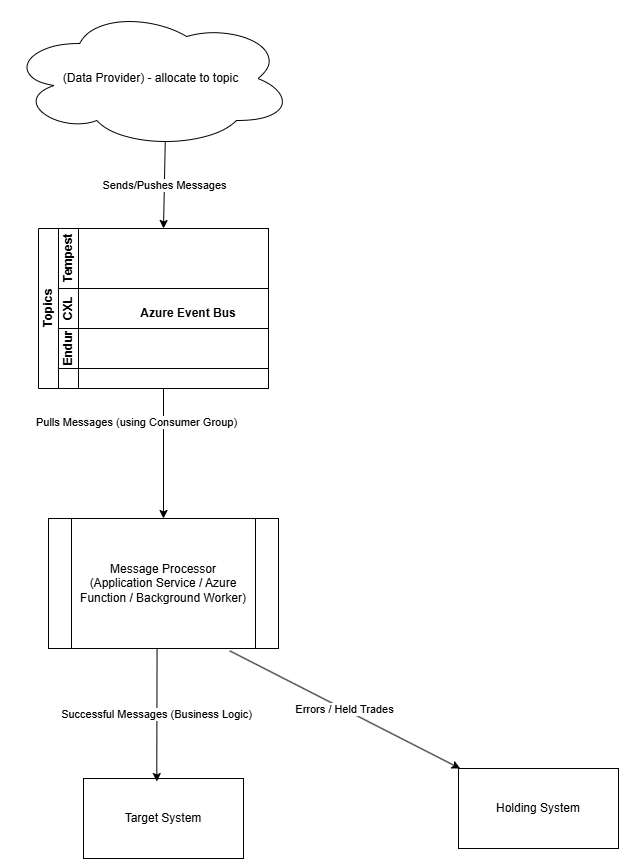 (Data Provider) - allocate to topic
Sends/Pushes Messages
Topics
Tempest
CXL
Azure Event Bus
Endur
Pulls Messages (using Consumer Group)
Message Processor
(Application Service / Azure
Function / Background Worker)
Successful Messages (Business Logic)
Errors / Held Trades
Target System
Holding System